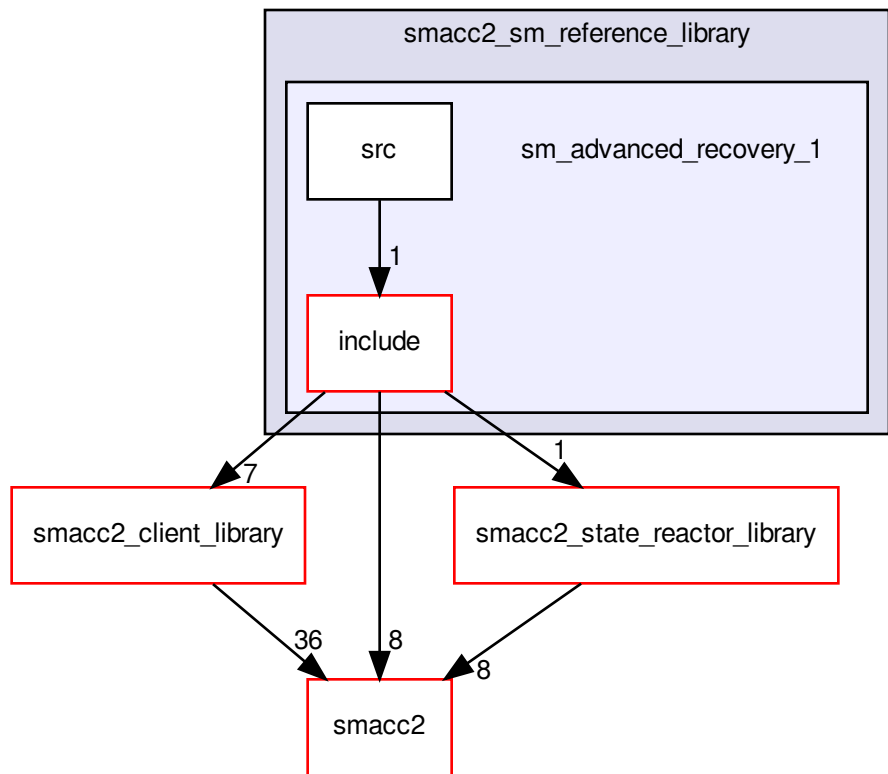 smacc2_sm_reference_library
src
sm_advanced_recovery_1
1
include
7
1
smacc2_client_library
smacc2_state_reactor_library
36
8
8
smacc2